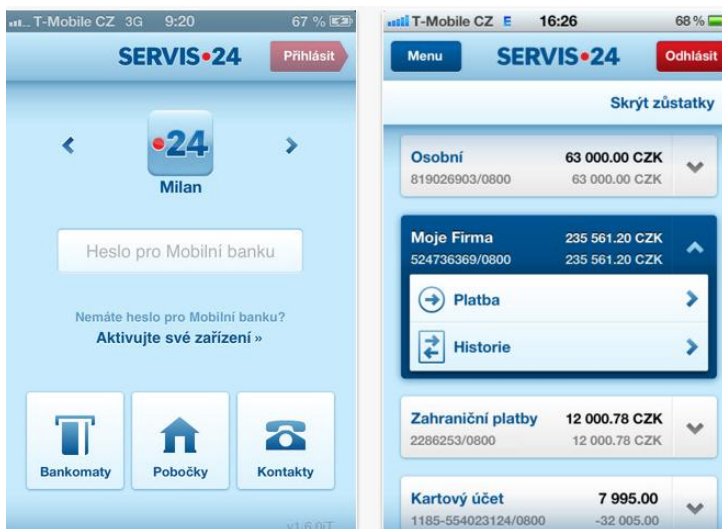 T-Mobile CZ 3G 9:20 67 %
SERVIS 24 Přihlásit
24
Milan
Heslo pro Mobilní banku
Nemáte heslo pro Mobilní banku?
Aktivujte své zařízení »
Bankomaty Pobočky Kontakty
T-Mobile CZ E 16:26 68 %
Menu SERVIS 24 Odhlásit
Skrýt zůstatky
Osobní 63 000.00 CZK
819026903/0800 63 000.00 CZK
Moje Firma 235 561.20 CZK
524736369/0800 235 561.20 CZK
Platba
Historie
Zahraniční platby 12 000.78 CZK
2286253/0800 12 000.78 CZK
Kartový účet 7 995.00
1185-554023124/0800 -32 005.00